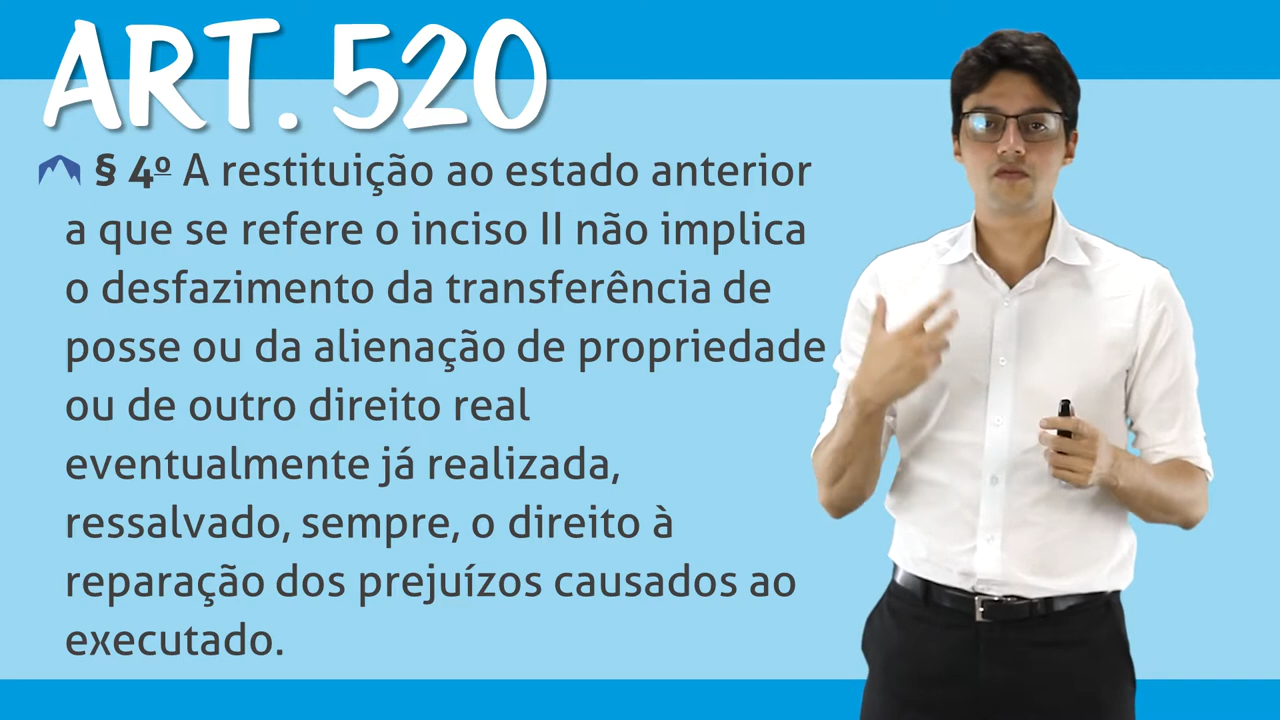 ART. 520
§ 4º A restituição ao estado anterior
a que se refere o inciso II não implica
o desfazimento da transferência de
posse ou da alienação de propriedade
ou de outro direito real
eventualmente já realizada,
ressalvado, sempre, o direito à
reparação dos prejuízos causados ao
executado.